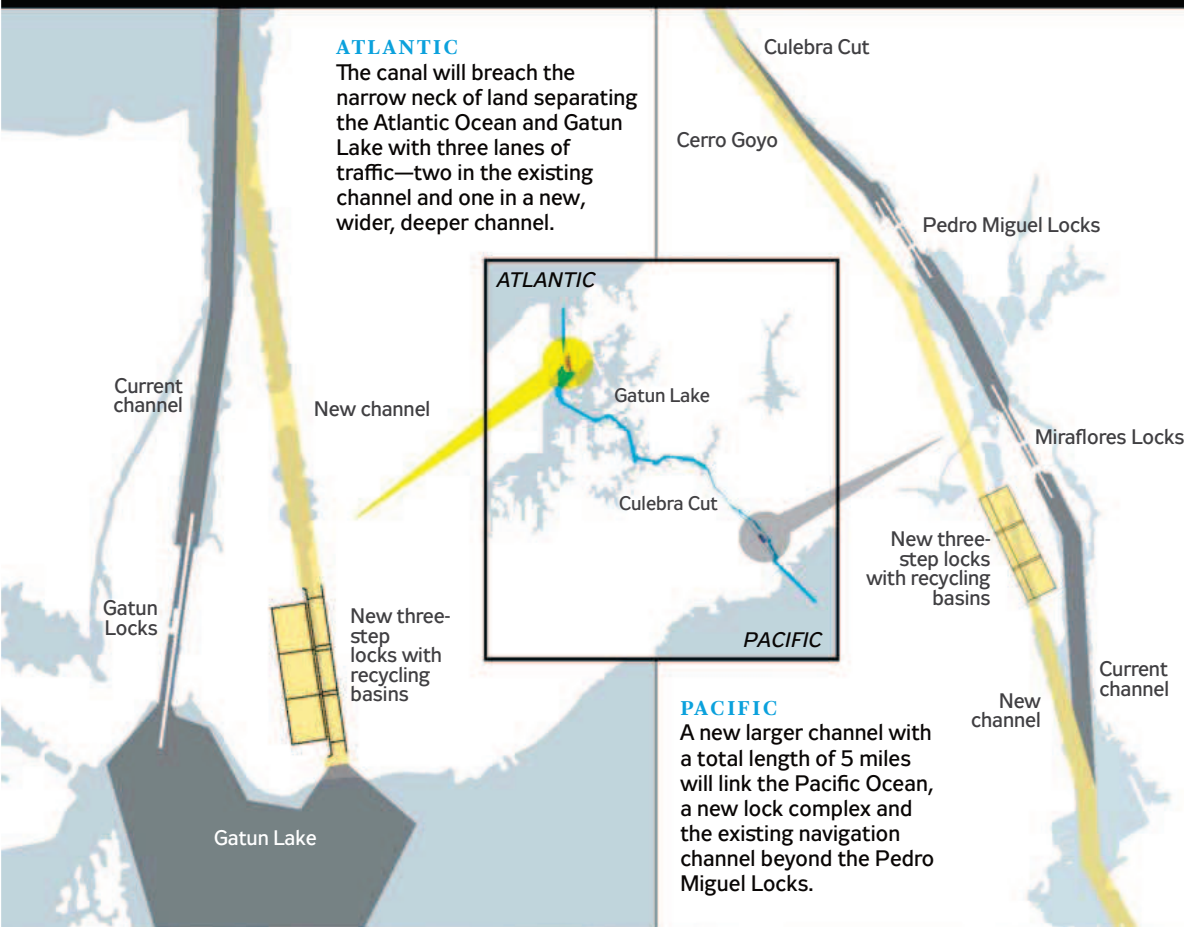 ATLANTIC
The canal will breach the
narrow neck of land separating
the Atlantic Ocean and Gatun
Lake with three lanes of
traffic—two in the existing
channel and one in a new,
wider, deeper channel.
Current
channel
New channel
Gatun
Locks
New three-
step
locks with
recycling
basins
Gatun Lake
ATLANTIC
Gatun Lake
Culebra Cut
PACIFIC
Culebra Cut
Cerro Goyo
Pedro Miguel Locks
Miraflores Locks
New three-
step locks
with recycling
basins
Current
channel
New
channel
PACIFIC
A new larger channel with
a total length of 5 miles
will link the Pacific Ocean,
a new lock complex and
the existing navigation
channel beyond the Pedro
Miguel Locks.